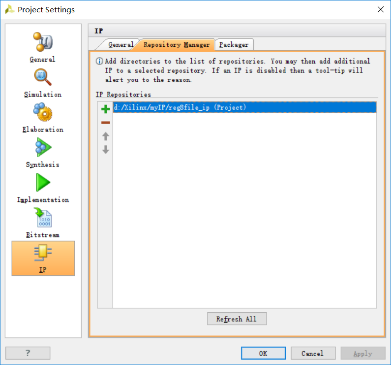 Project Settings
IP
General
Repository Manager
Packager
Add directories to the list of repositories. You may then add additional
IP to a selected repository. If an IP is disabled then a tool-tip will
alert you to the reason.
IP Repositories
d:/Xilinx/myIP/reg8file_ip (Project)
General
Simulation
Elaboration
Synthesis
Implementation
Bitstream
IP
Refresh All
?
OK
Cancel
Apply